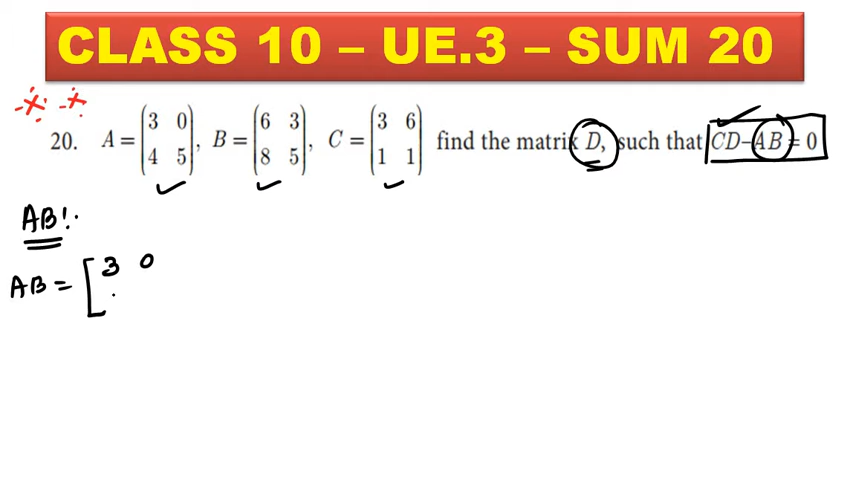 CLASS 10 – UE.3 – SUM 20
20. A = (3 0 4 5), B = (6 3 8 5), C = (3 6 1 1) find the matrix D, such that CD–AB = 0
AB:
AB = [3 0